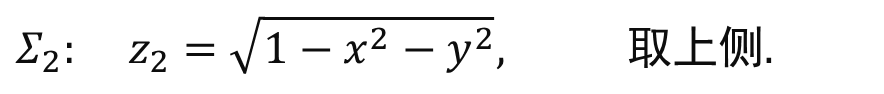 Σ₂: z₂ = √(1 − x² − y²), 取上侧.